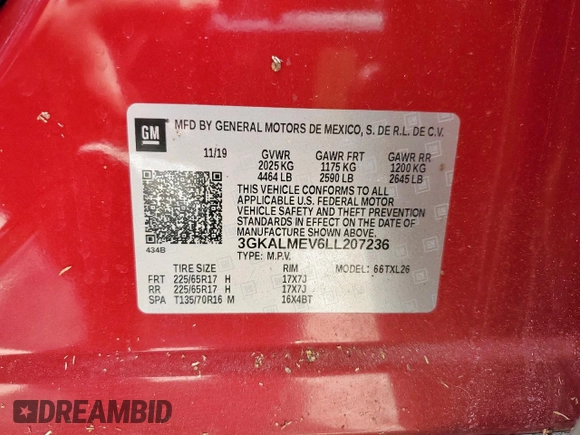 GM
MFD BY GENERAL MOTORS DE MEXICO, S. DE R.L. DE C.V.
11/19 GVWR GAWR FRT GAWR RR
2025 KG 1175 KG 1200 KG
4464 LB 2590 LB 2645 LB
THIS VEHICLE CONFORMS TO ALL
APPLICABLE U.S. FEDERAL MOTOR
VEHICLE SAFETY AND THEFT PREVENTION
STANDARDS IN EFFECT ON THE DATE OF
MANUFACTURE SHOWN ABOVE.
434B 3GKALMEV6LL207236
TYPE: M.P.V.
TIRE SIZE RIM MODEL: 66TXL26
FRT 225/65R17 H 17X7J
RR 225/65R17 H 17X7J
SPA T135/70R16 M 16X4BT
DREAMBID